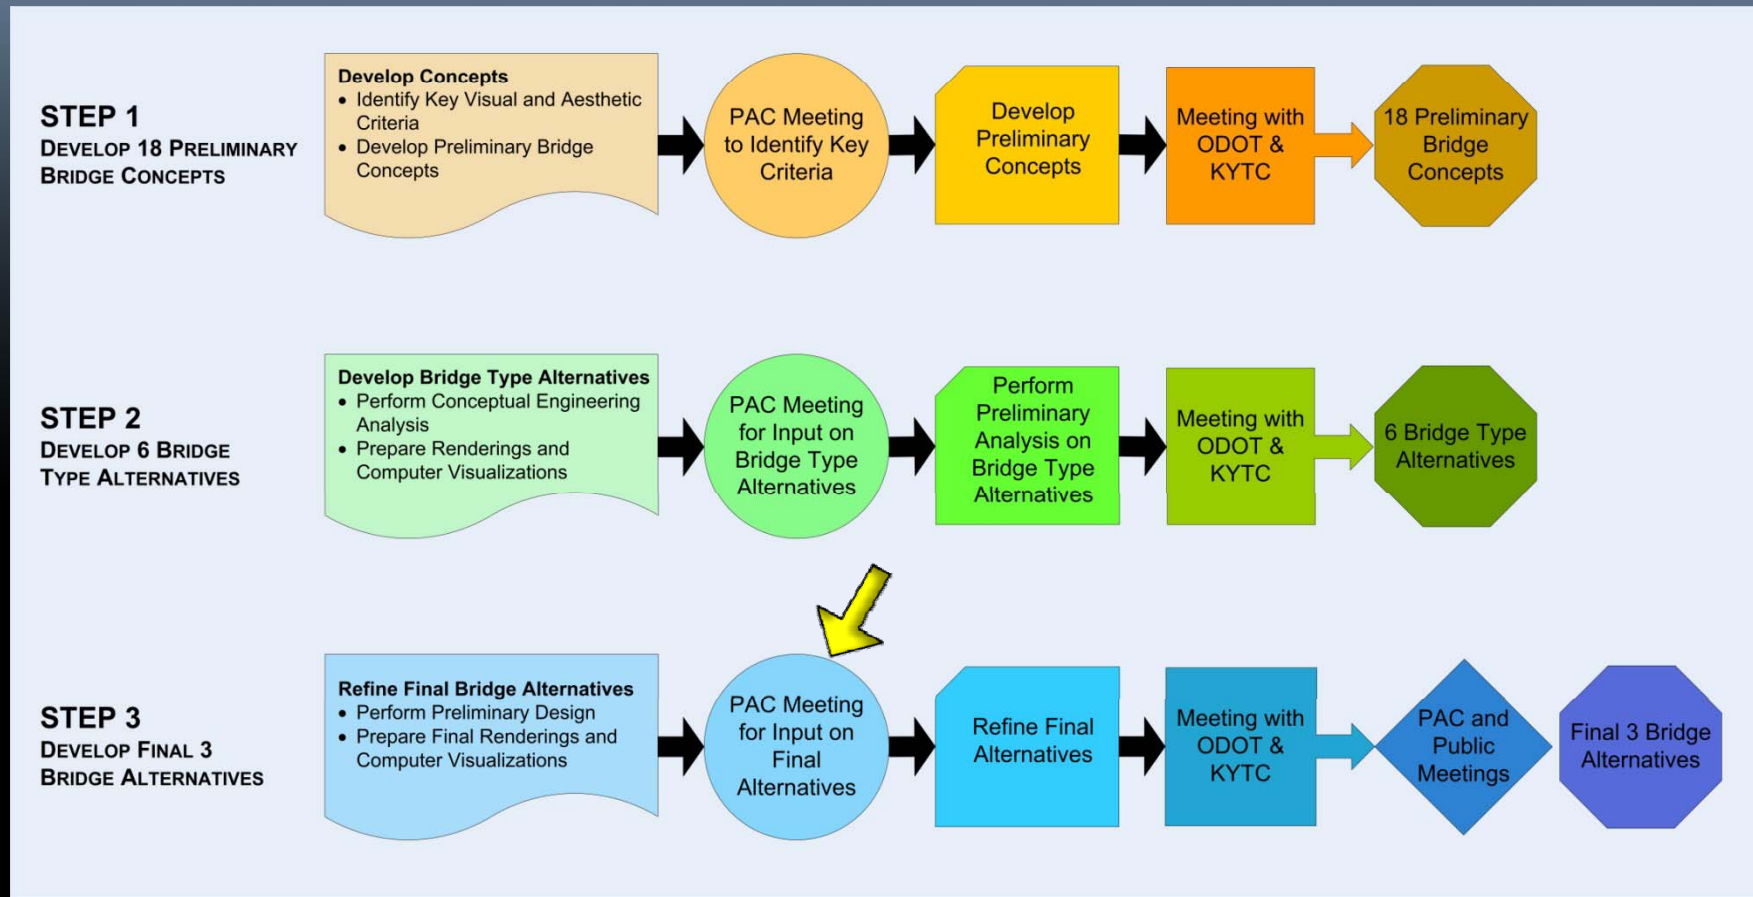 STEP 1
DEVELOP 18 PRELIMINARY
BRIDGE CONCEPTS
Develop Concepts
• Identify Key Visual and Aesthetic
Criteria
• Develop Preliminary Bridge
Concepts
PAC Meeting
to Identify Key
Criteria
Develop
Preliminary
Concepts
Meeting with
ODOT &
KYTC
18 Preliminary
Bridge
Concepts
STEP 2
DEVELOP 6 BRIDGE
TYPE ALTERNATIVES
Develop Bridge Type Alternatives
• Perform Conceptual Engineering
Analysis
• Prepare Renderings and
Computer Visualizations
PAC Meeting
for Input on
Bridge Type
Alternatives
Perform
Preliminary
Analysis on
Bridge Type
Alternatives
Meeting with
ODOT &
KYTC
6 Bridge Type
Alternatives
STEP 3
DEVELOP FINAL 3
BRIDGE ALTERNATIVES
Refine Final Bridge Alternatives
• Perform Preliminary Design
• Prepare Final Renderings and
Computer Visualizations
PAC Meeting
for Input on
Final
Alternatives
Refine Final
Alternatives
Meeting with
ODOT &
KYTC
PAC and
Public
Meetings
Final 3 Bridge
Alternatives